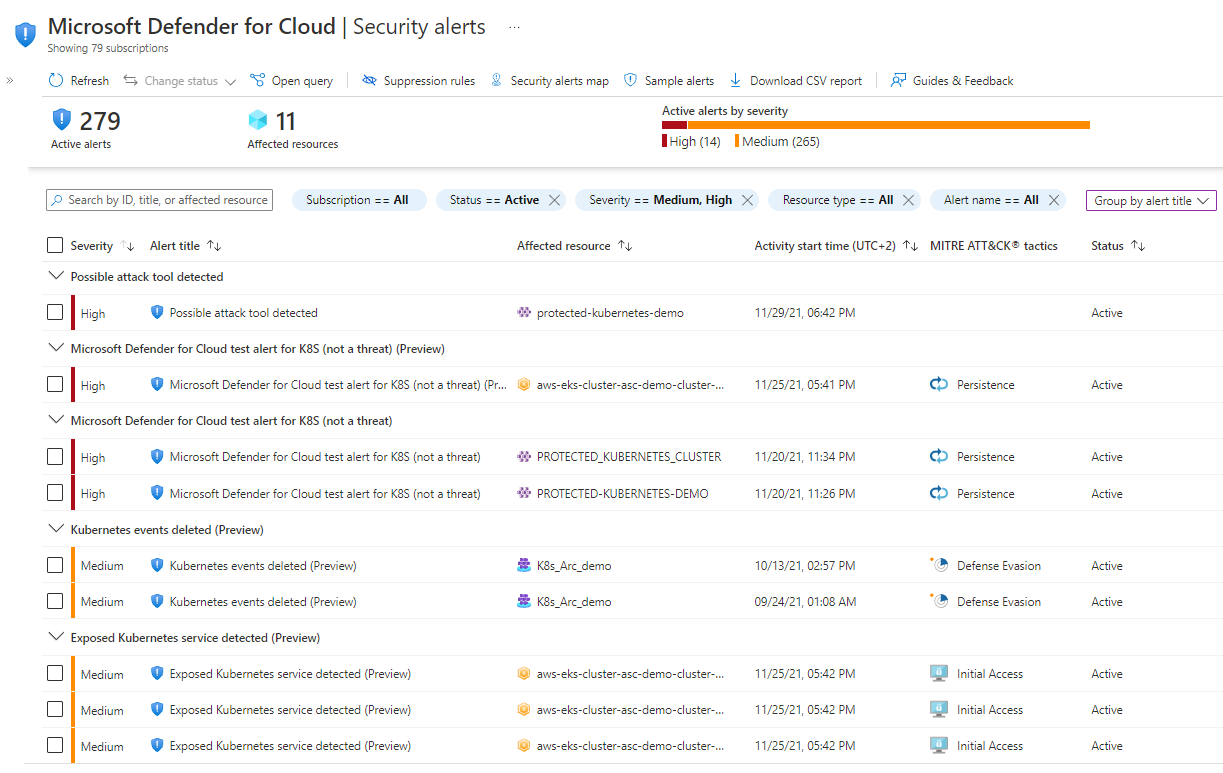 Microsoft Defender for Cloud | Security alerts ...
Showing 79 subscriptions
Refresh Change status Open query Suppression rules Security alerts map Sample alerts Download CSV report Guides & Feedback
279 11 Active alerts by severity
Active alerts Affected resources High (14) Medium (265)
Search by ID, title, or affected resource Subscription == All Status == Active Severity == Medium, High Resource type == All Alert name == All Group by alert title
Severity Alert title Affected resource Activity start time (UTC+2) MITRE ATT&CK® tactics Status
Possible attack tool detected
High Possible attack tool detected protected-kubernetes-demo 11/29/21, 06:42 PM Active
Microsoft Defender for Cloud test alert for K8S (not a threat) (Preview)
High Microsoft Defender for Cloud test alert for K8S (not a threat) (Pr... aws-eks-cluster-asc-demo-cluster-... 11/25/21, 05:41 PM Persistence Active
Microsoft Defender for Cloud test alert for K8S (not a threat)
High Microsoft Defender for Cloud test alert for K8S (not a threat) PROTECTED_KUBERNETES_CLUSTER 11/20/21, 11:34 PM Persistence Active
High Microsoft Defender for Cloud test alert for K8S (not a threat) PROTECTED-KUBERNETES-DEMO 11/20/21, 11:26 PM Persistence Active
Kubernetes events deleted (Preview)
Medium Kubernetes events deleted (Preview) K8s_Arc_demo 10/13/21, 02:57 PM Defense Evasion Active
Medium Kubernetes events deleted (Preview) K8s_Arc_demo 09/24/21, 01:08 AM Defense Evasion Active
Exposed Kubernetes service detected (Preview)
Medium Exposed Kubernetes service detected (Preview) aws-eks-cluster-asc-demo-cluster-... 11/25/21, 05:42 PM Initial Access Active
Medium Exposed Kubernetes service detected (Preview) aws-eks-cluster-asc-demo-cluster-... 11/25/21, 05:42 PM Initial Access Active
Medium Exposed Kubernetes service detected (Preview) aws-eks-cluster-asc-demo-cluster-... 11/25/21, 05:42 PM Initial Access Active